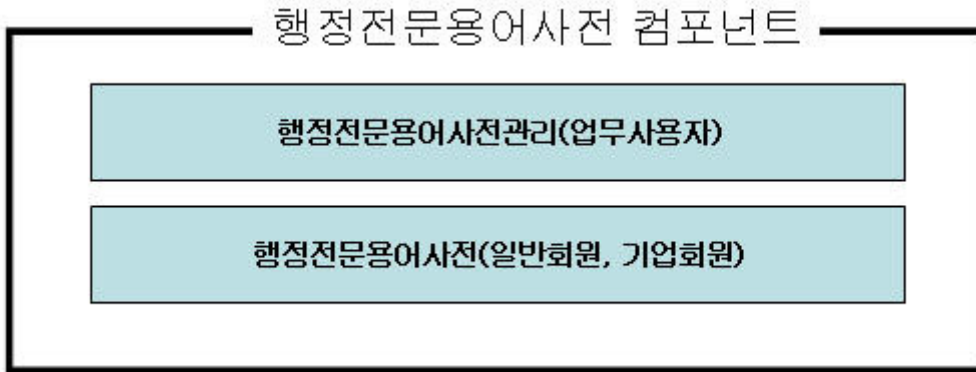 행정전문용어사전 컴포넌트
행정전문용어사전관리(업무사용자)
행정전문용어사전(일반회원, 기업회원)